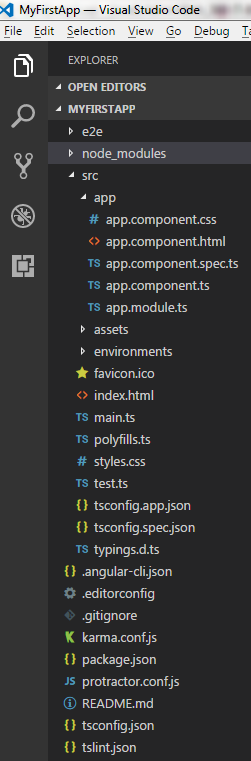 MyFirstApp — Visual Studio Code
File Edit Selection View Go Debug Ta
EXPLORER
OPEN EDITORS
MYFIRSTAPP
e2e
node_modules
src
app
# app.component.css
<> app.component.html
TS app.component.spec.ts
TS app.component.ts
TS app.module.ts
assets
environments
favicon.ico
<> index.html
TS main.ts
TS polyfills.ts
# styles.css
TS test.ts
{} tsconfig.app.json
{} tsconfig.spec.json
TS typings.d.ts
{} .angular-cli.json
.editorconfig
.gitignore
karma.conf.js
{} package.json
JS protractor.conf.js
README.md
{} tsconfig.json
{} tslint.json